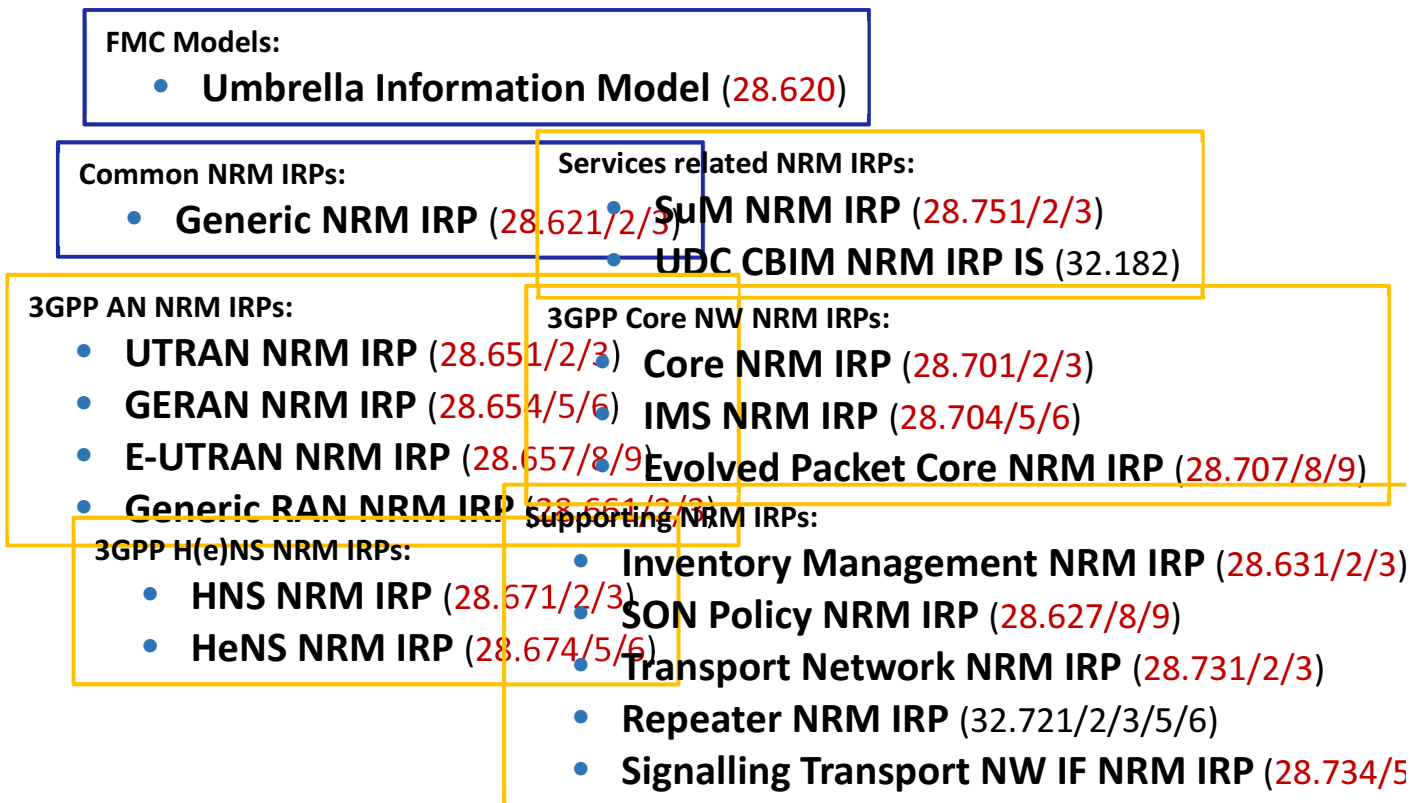 FMC Models:
• Umbrella Information Model (28.620)
Common NRM IRPs:
• Generic NRM IRP (28.621/2/3)
Services related NRM IRPs:
• SuM NRM IRP (28.751/2/3)
• UDC CBIM NRM IRP IS (32.182)
3GPP AN NRM IRPs:
• UTRAN NRM IRP (28.651/2/3)
• GERAN NRM IRP (28.654/5/6)
• E-UTRAN NRM IRP (28.657/8/9)
• Generic RAN NRM IRP (28.661/2/3)
3GPP Core NW NRM IRPs:
• Core NRM IRP (28.701/2/3)
• IMS NRM IRP (28.704/5/6)
• Evolved Packet Core NRM IRP (28.707/8/9)
3GPP H(e)NS NRM IRPs:
• HNS NRM IRP (28.671/2/3)
• HeNS NRM IRP (28.674/5/6)
Supporting NRM IRPs:
• Inventory Management NRM IRP (28.631/2/3)
• SON Policy NRM IRP (28.627/8/9)
• Transport Network NRM IRP (28.731/2/3)
• Repeater NRM IRP (32.721/2/3/5/6)
• Signalling Transport NW IF NRM IRP (28.734/5